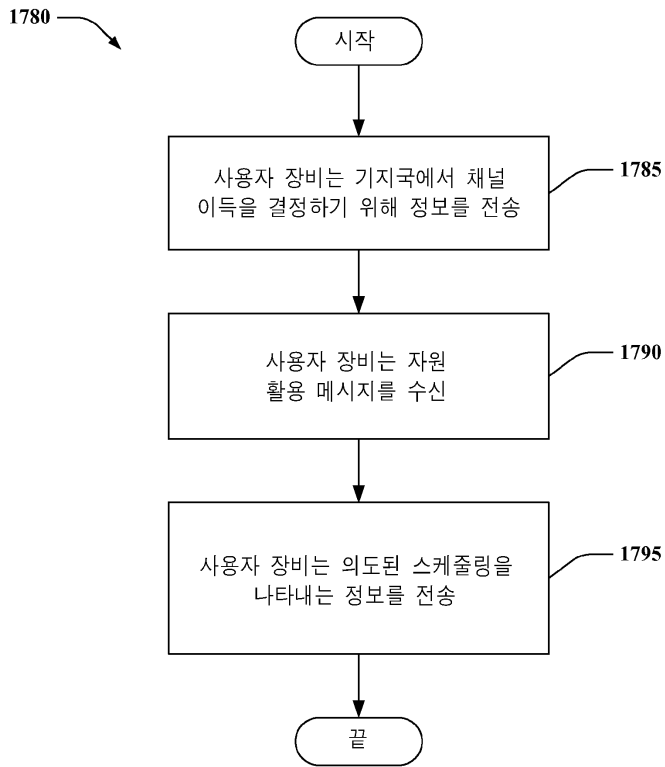 1780
시작
사용자 장비는 기지국에서 채널
이득을 결정하기 위해 정보를 전송
1785
사용자 장비는 자원
활용 메시지를 수신
1790
사용자 장비는 의도된 스케줄링을
나타내는 정보를 전송
1795
끝